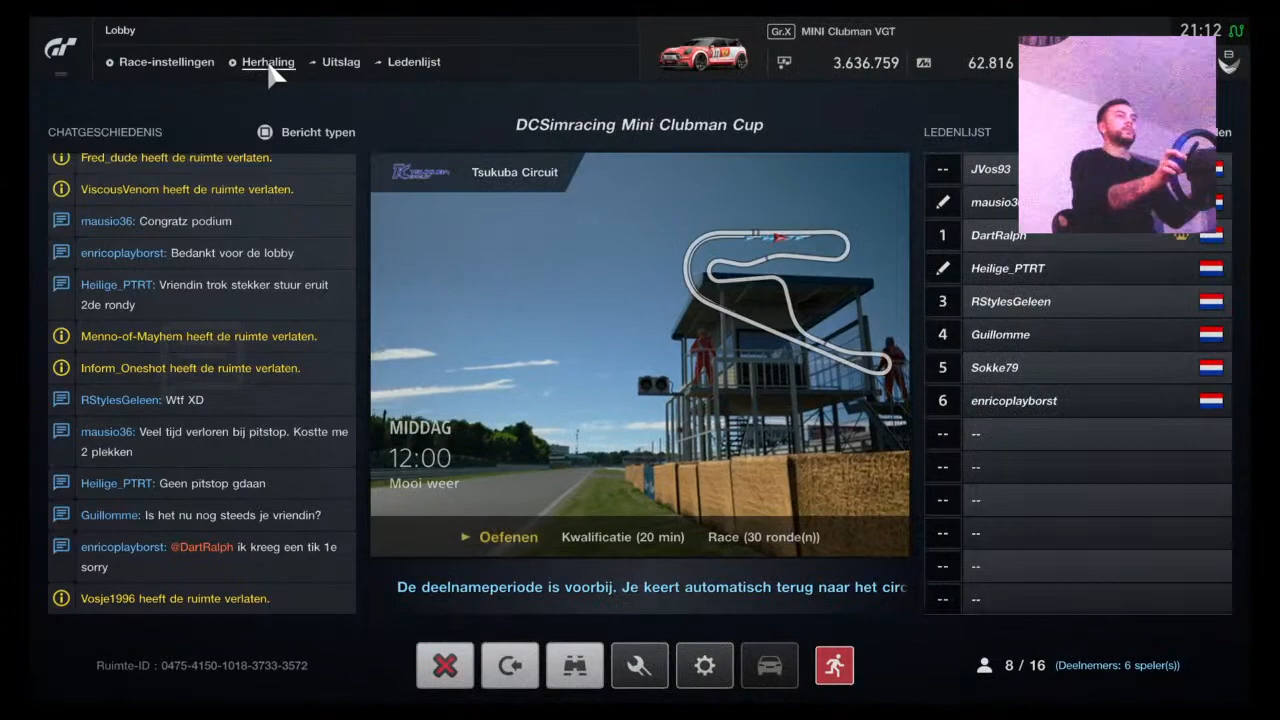 Lobby
Race-instellingen
Herhaling
Uitslag
Ledenlijst
Gr.X MINI Clubman VGT
3.636.759
62.816
21:12
CHATGESCHIEDENIS
Bericht typen
Fred_dude heeft de ruimte verlaten.
ViscousVenom heeft de ruimte verlaten.
mausio36: Congratz podium
enricoplayborst: Bedankt voor de lobby
Heilige_PTRT: Vriendin trok stekker stuur eruit
2de rondy
Menno-of-Mayhem heeft de ruimte verlaten.
Inform_Oneshot heeft de ruimte verlaten.
RStylesGeleen: Wtf XD
mausio36: Veel tijd verloren bij pitstop. Kostte me
2 plekken
Heilige_PTRT: Geen pitstop gdaan
Guillomme: Is het nu nog steeds je vriendin?
enricoplayborst: @DartRalph ik kreeg een tik 1e
sorry
Vosje1996 heeft de ruimte verlaten.
DCSimracing Mini Clubman Cup
TSUKUBA CIRCUIT
Tsukuba Circuit
MIDDAG
12:00
Mooi weer
Oefenen
Kwalificatie (20 min)
Race (30 ronde(n))
De deelnameperiode is voorbij. Je keert automatisch terug naar het circ
LEDENLIJST
den
-- JVos93
mausio3
1 DartRalph
Heilige_PTRT
3 RStylesGeleen
4 Guillomme
5 Sokke79
6 enricoplayborst
-- --
-- --
-- --
-- --
-- --
-- --
Ruimte-ID : 0475-4150-1018-3733-3572
8 / 16 (Deelnemers: 6 speler(s))